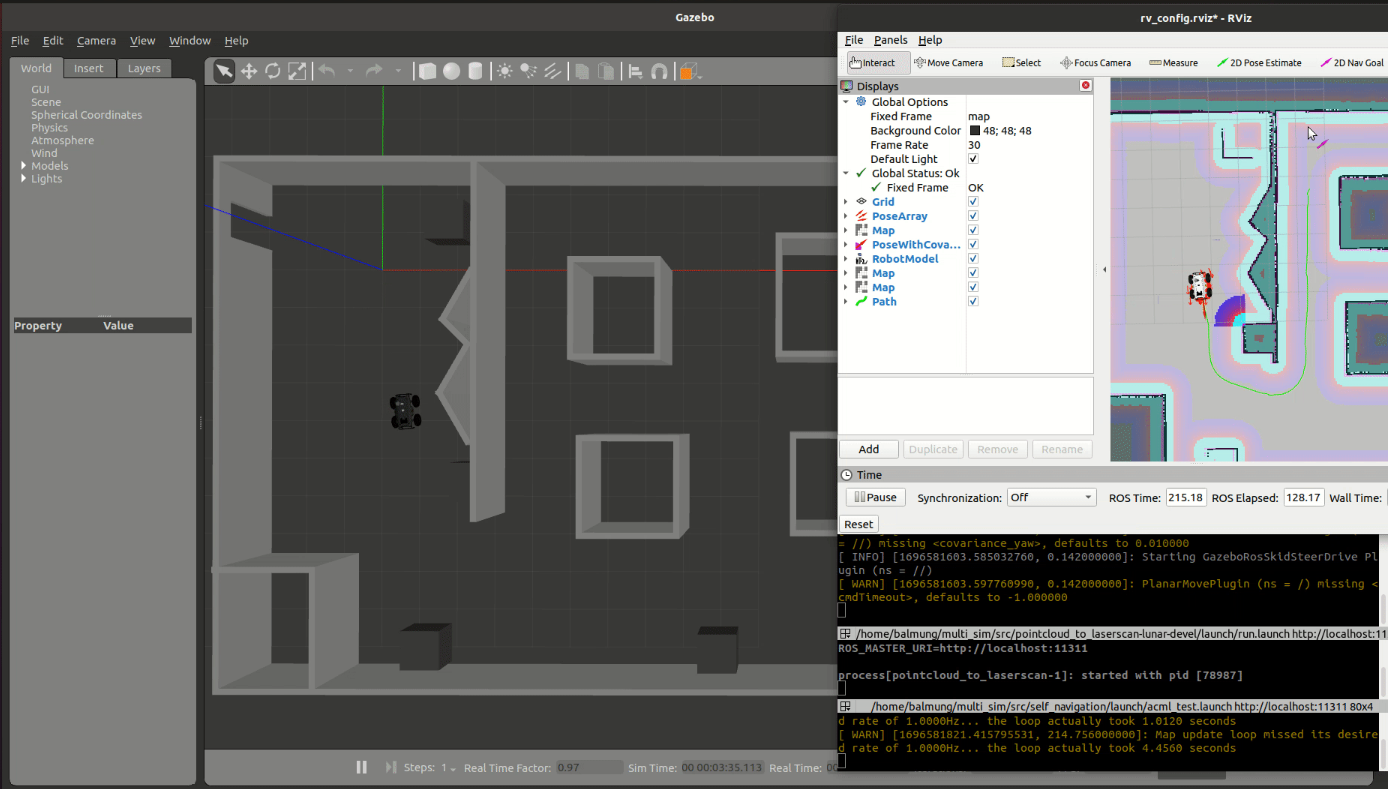 Gazebo
File Edit Camera View Window Help
World Insert Layers
GUI
Scene
Spherical Coordinates
Physics
Atmosphere
Wind
Models
Lights
Property Value
Steps: 1 Real Time Factor: 0.97 Sim Time: 00 00:03:35.113 Real Time:
rv_config.rviz* - RViz
File Panels Help
Interact Move Camera Select Focus Camera Measure 2D Pose Estimate 2D Nav Goal
Displays
Global Options
Fixed Frame map
Background Color 48; 48; 48
Frame Rate 30
Default Light
Global Status: Ok
Fixed Frame OK
Grid
PoseArray
Map
PoseWithCova...
RobotModel
Map
Map
Path
Add Duplicate Remove Rename
Time
Pause Synchronization: Off ROS Time: 215.18 ROS Elapsed: 128.17 Wall Time:
Reset
= //) missing <covariance_yaw>, defaults to 0.010000
[ INFO] [1696581603.585032760, 0.142000000]: Starting GazeboRosSkidSteerDrive Pl
ugin (ns = //)
[ WARN] [1696581603.597760990, 0.142000000]: PlanarMovePlugin (ns = /) missing <
cmdTimeout>, defaults to -1.000000
/home/balmung/multi_sim/src/pointcloud_to_laserscan-lunar-devel/launch/run.launch http://localhost:11
ROS_MASTER_URI=http://localhost:11311
process[pointcloud_to_laserscan-1]: started with pid [78987]
/home/balmung/multi_sim/src/self_navigation/launch/acml_test.launch http://localhost:11311 80x4
d rate of 1.0000Hz... the loop actually took 1.0120 seconds
[ WARN] [1696581821.415795531, 214.756000000]: Map update loop missed its desire
d rate of 1.0000Hz... the loop actually took 4.4560 seconds